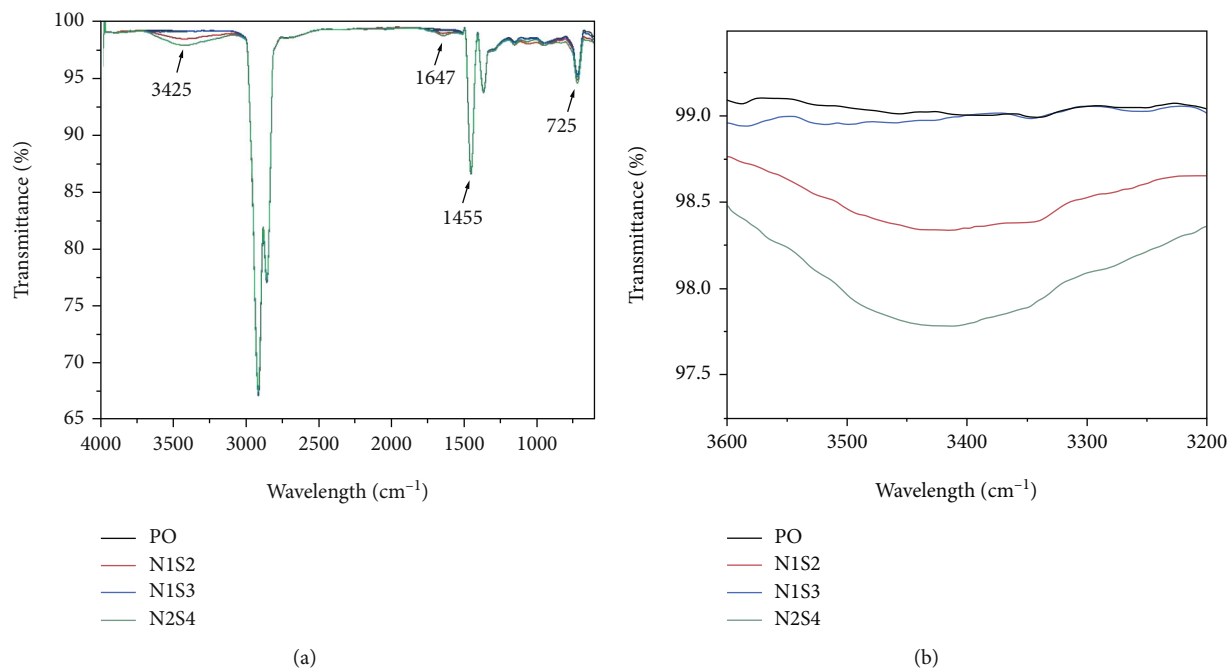 100
95
90
85
80
75
70
65
Transmittance (%)
3425
1647
725
1455
4000 3500 3000 2500 2000 1500 1000
Wavelength (cm⁻¹)
PO
N1S2
N1S3
N2S4
(a)
99.0
98.5
98.0
97.5
Transmittance (%)
3600 3500 3400 3300 3200
Wavelength (cm⁻¹)
PO
N1S2
N1S3
N2S4
(b)